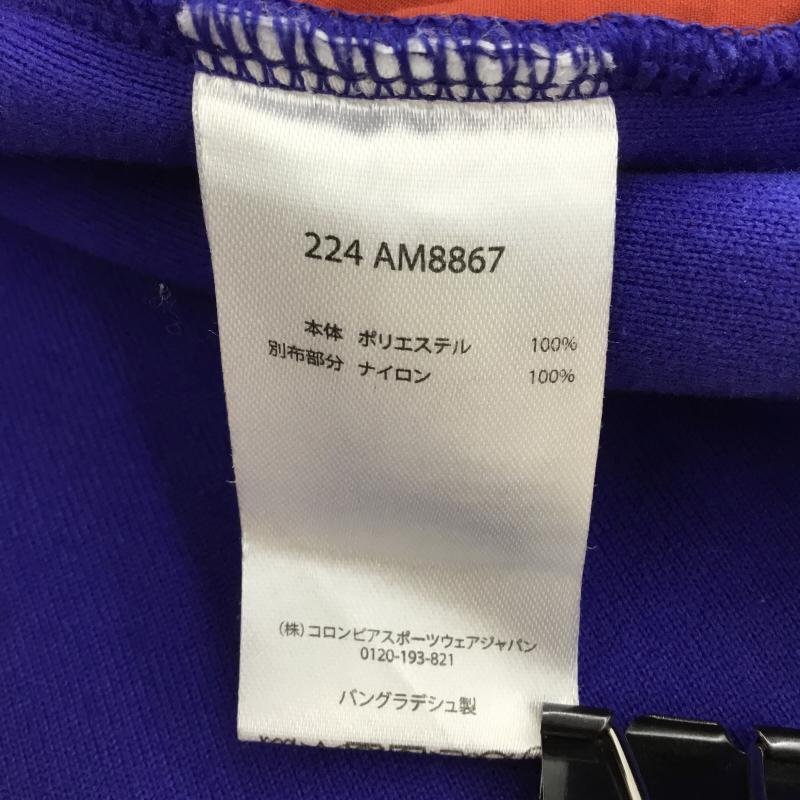 224 AM8867
本体 ポリエステル 100%
別布部分 ナイロン 100%
(株)コロンビアスポーツウェアジャパン
0120-193-821
バングラデシュ製